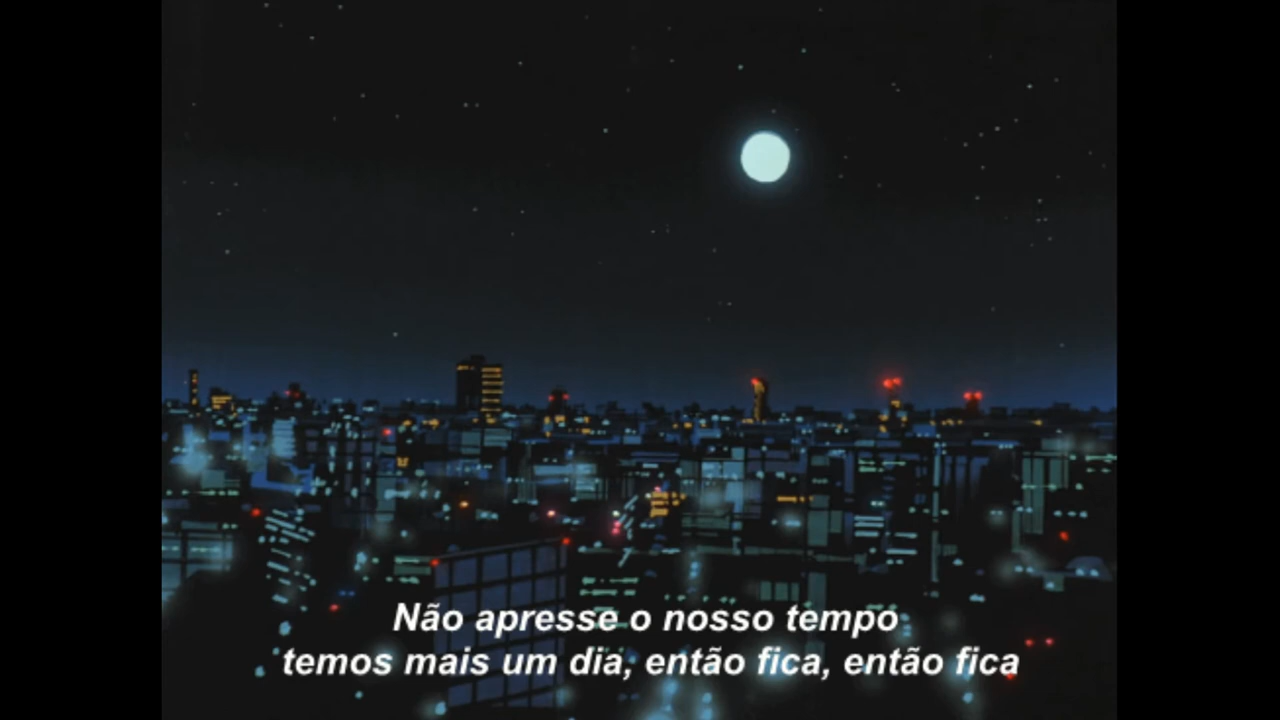 Não apresse o nosso tempo
temos mais um dia, então fica, então fica